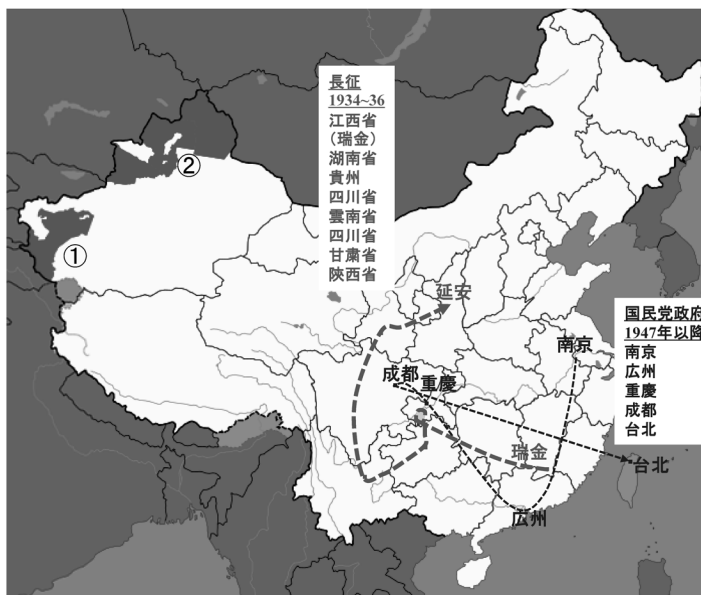 長征
1934~36
江西省
(瑞金)
湖南省
貴州
四川省
雲南省
四川省
甘粛省
陝西省
②
①
延安
国民党政府
1947年以降
南京
広州
重慶
成都
台北
南京
成都
重慶
瑞金
台北
広州